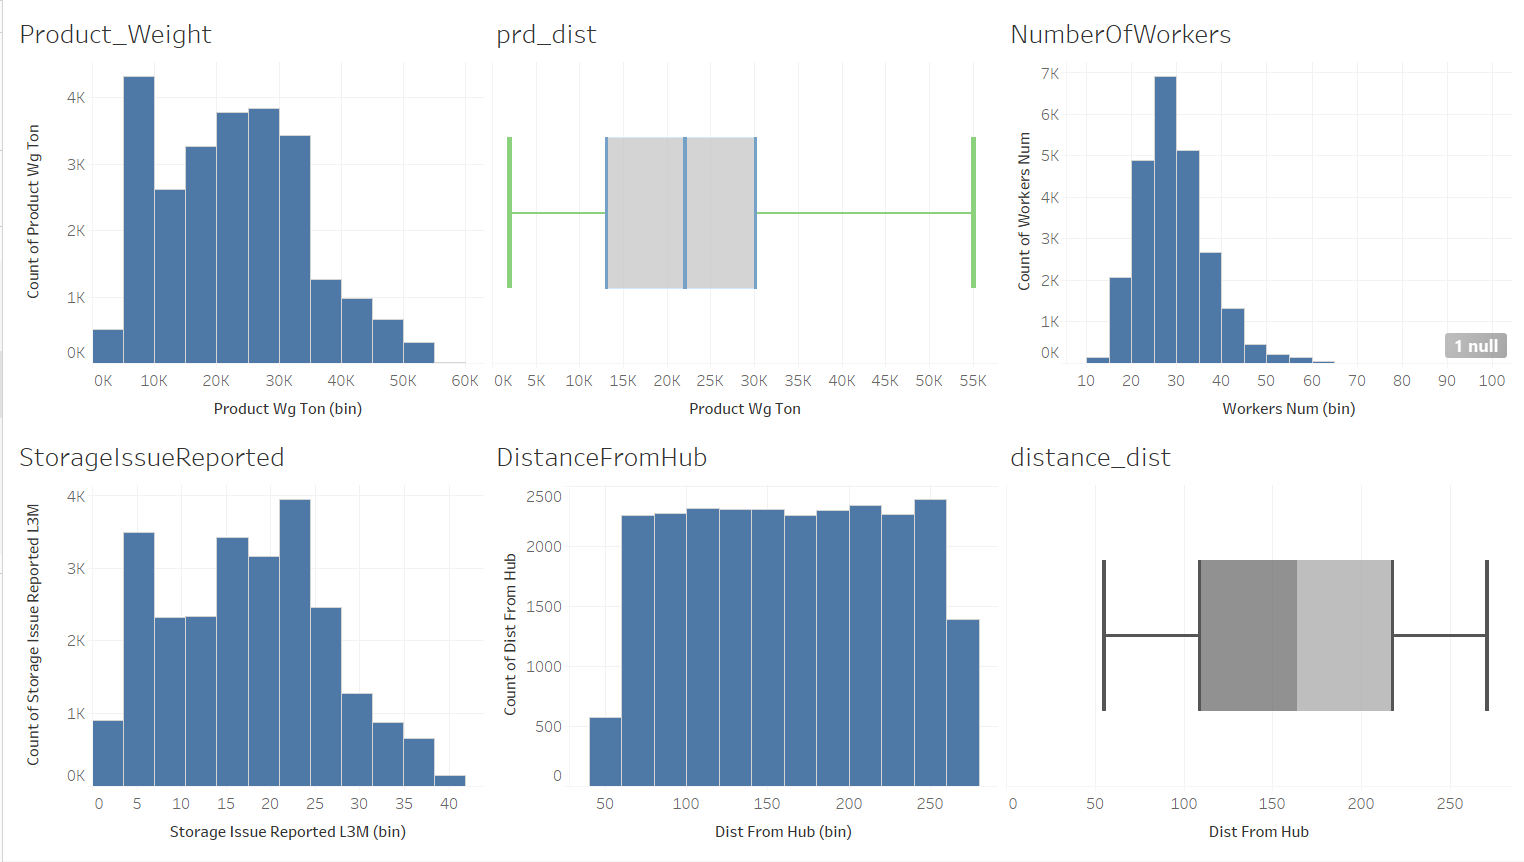 Product_Weight
Count of Product Wg Ton
4K
3K
2K
1K
0K
0K 10K 20K 30K 40K 50K 60K
Product Wg Ton (bin)
prd_dist
0K 5K 10K 15K 20K 25K 30K 35K 40K 45K 50K 55K
Product Wg Ton
NumberOfWorkers
Count of Workers Num
7K
6K
5K
4K
3K
2K
1K
0K
1 null
10 20 30 40 50 60 70 80 90 100
Workers Num (bin)
StorageIssueReported
Count of Storage Issue Reported L3M
4K
3K
2K
1K
0K
0 5 10 15 20 25 30 35 40
Storage Issue Reported L3M (bin)
DistanceFromHub
Count of Dist From Hub
2500
2000
1500
1000
500
0
50 100 150 200 250
Dist From Hub (bin)
distance_dist
0 50 100 150 200 250
Dist From Hub